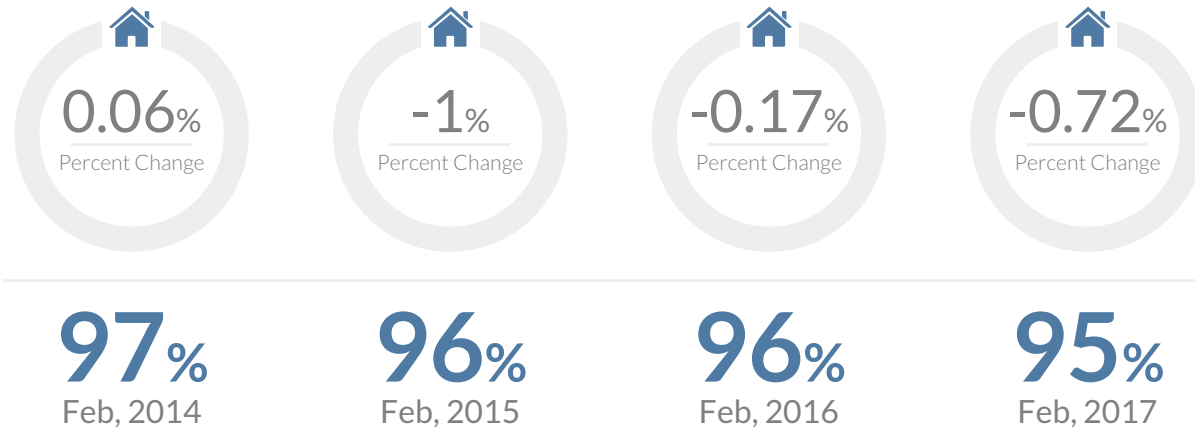 0.06% -1% -0.17% -0.72%
Percent Change Percent Change Percent Change Percent Change
97% 96% 96% 95%
Feb, 2014 Feb, 2015 Feb, 2016 Feb, 2017